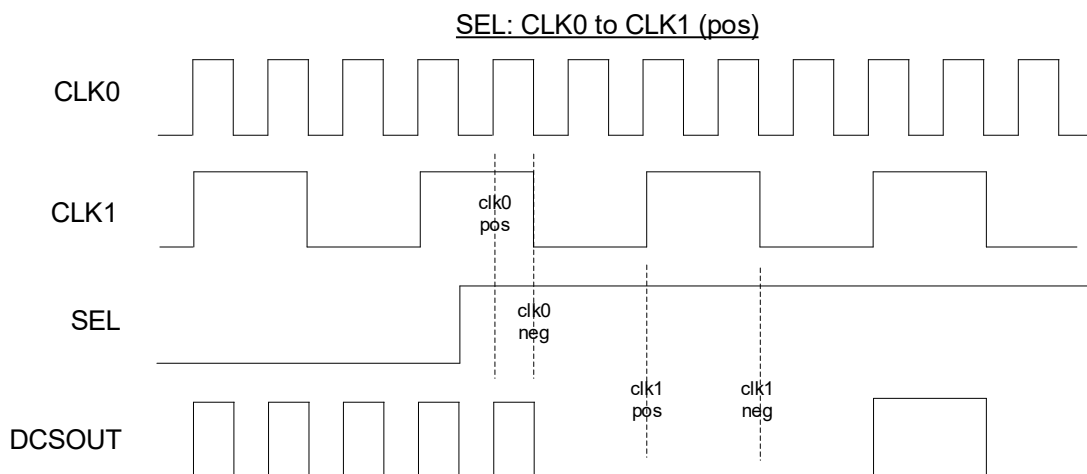 SEL: CLK0 to CLK1 (pos)
CLK0
CLK1
clk0
pos
SEL
clk0
neg
clk1
pos
clk1
neg
DCSOUT